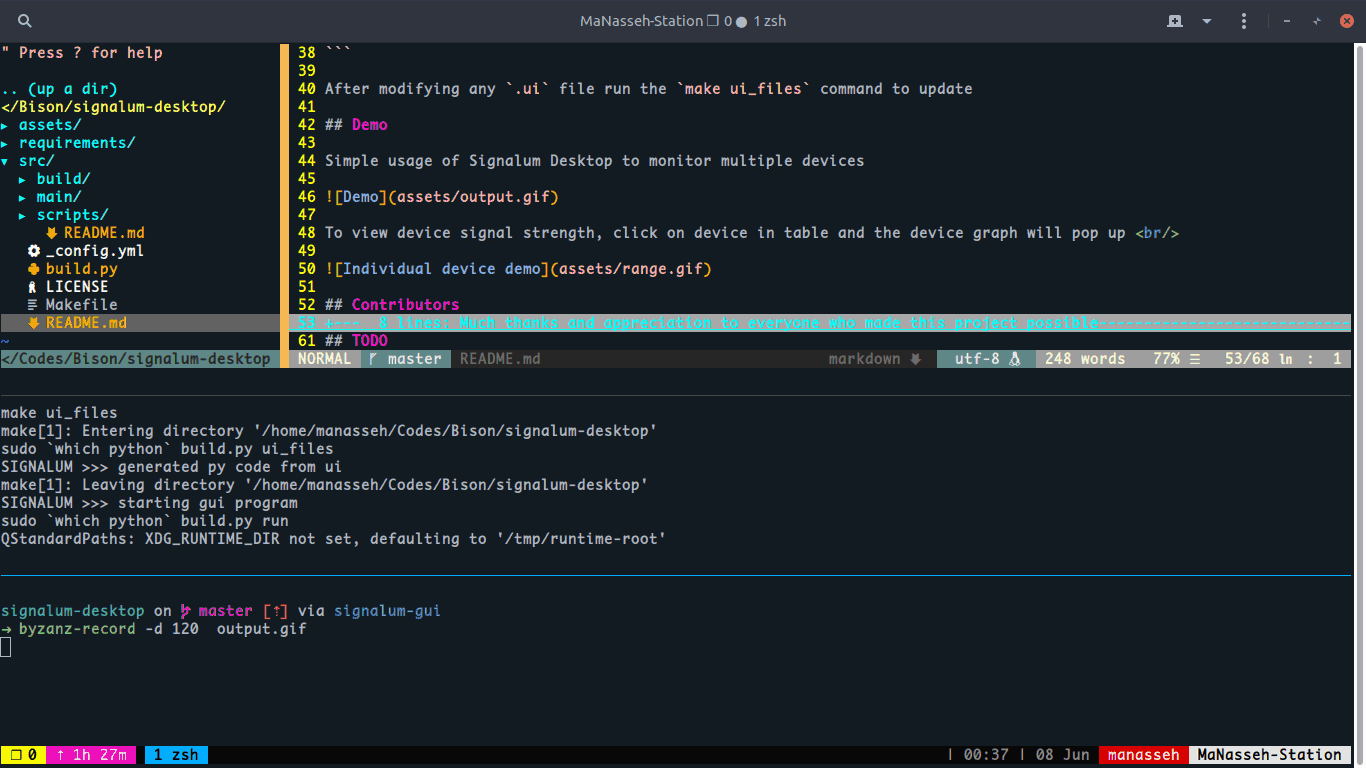 MaNasseh-Station ❐ 0 ● 1 zsh
" Press ? for help
.. (up a dir)
</Bison/signalum-desktop/
▸ assets/
▸ requirements/
▾ src/
▸ build/
▸ main/
▸ scripts/
README.md
_config.yml
build.py
LICENSE
Makefile
README.md
~
</Codes/Bison/signalum-desktop
38 ```
39
40 After modifying any `.ui` file run the `make ui_files` command to update
41
42 ## Demo
43
44 Simple usage of Signalum Desktop to monitor multiple devices
45
46 ![Demo](assets/output.gif)
47
48 To view device signal strength, click on device in table and the device graph will pop up <br/>
49
50 ![Individual device demo](assets/range.gif)
51
52 ## Contributors
53 +--- 8 lines: Much thanks and appreciation to everyone who made this project possible----------------------------
61 ## TODO
NORMAL master README.md markdown utf-8 248 words 77% ☰ 53/68 ln : 1
make ui_files
make[1]: Entering directory '/home/manasseh/Codes/Bison/signalum-desktop'
sudo `which python` build.py ui_files
SIGNALUM >>> generated py code from ui
make[1]: Leaving directory '/home/manasseh/Codes/Bison/signalum-desktop'
SIGNALUM >>> starting gui program
sudo `which python` build.py run
QStandardPaths: XDG_RUNTIME_DIR not set, defaulting to '/tmp/runtime-root'
signalum-desktop on master [⇡] via signalum-gui
→ byzanz-record -d 120  output.gif
❐ 0 ↑ 1h 27m 1 zsh | 00:37 | 08 Jun manasseh MaNasseh-Station